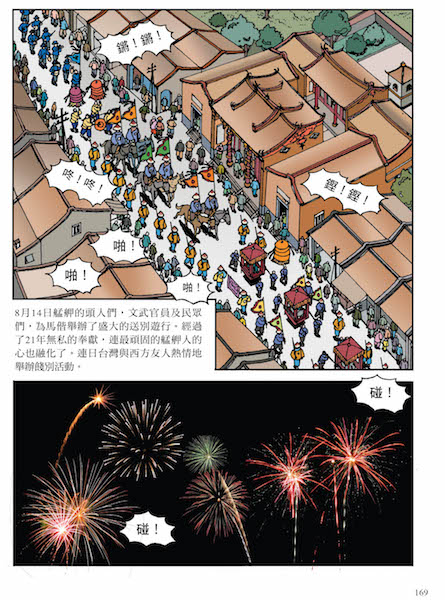 鏘！鏘！
咚！咚！
鏗！鏗！
啪！
啪！
啪！
8月14日艋舺的頭人們，文武官員及民眾
們，為馬偕舉辦了盛大的送別遊行。經過
了21年無私的奉獻，連最頑固的艋舺人的
心也融化了。連日台灣與西方友人熱情地
舉辦餞別活動。
碰！
碰！
169